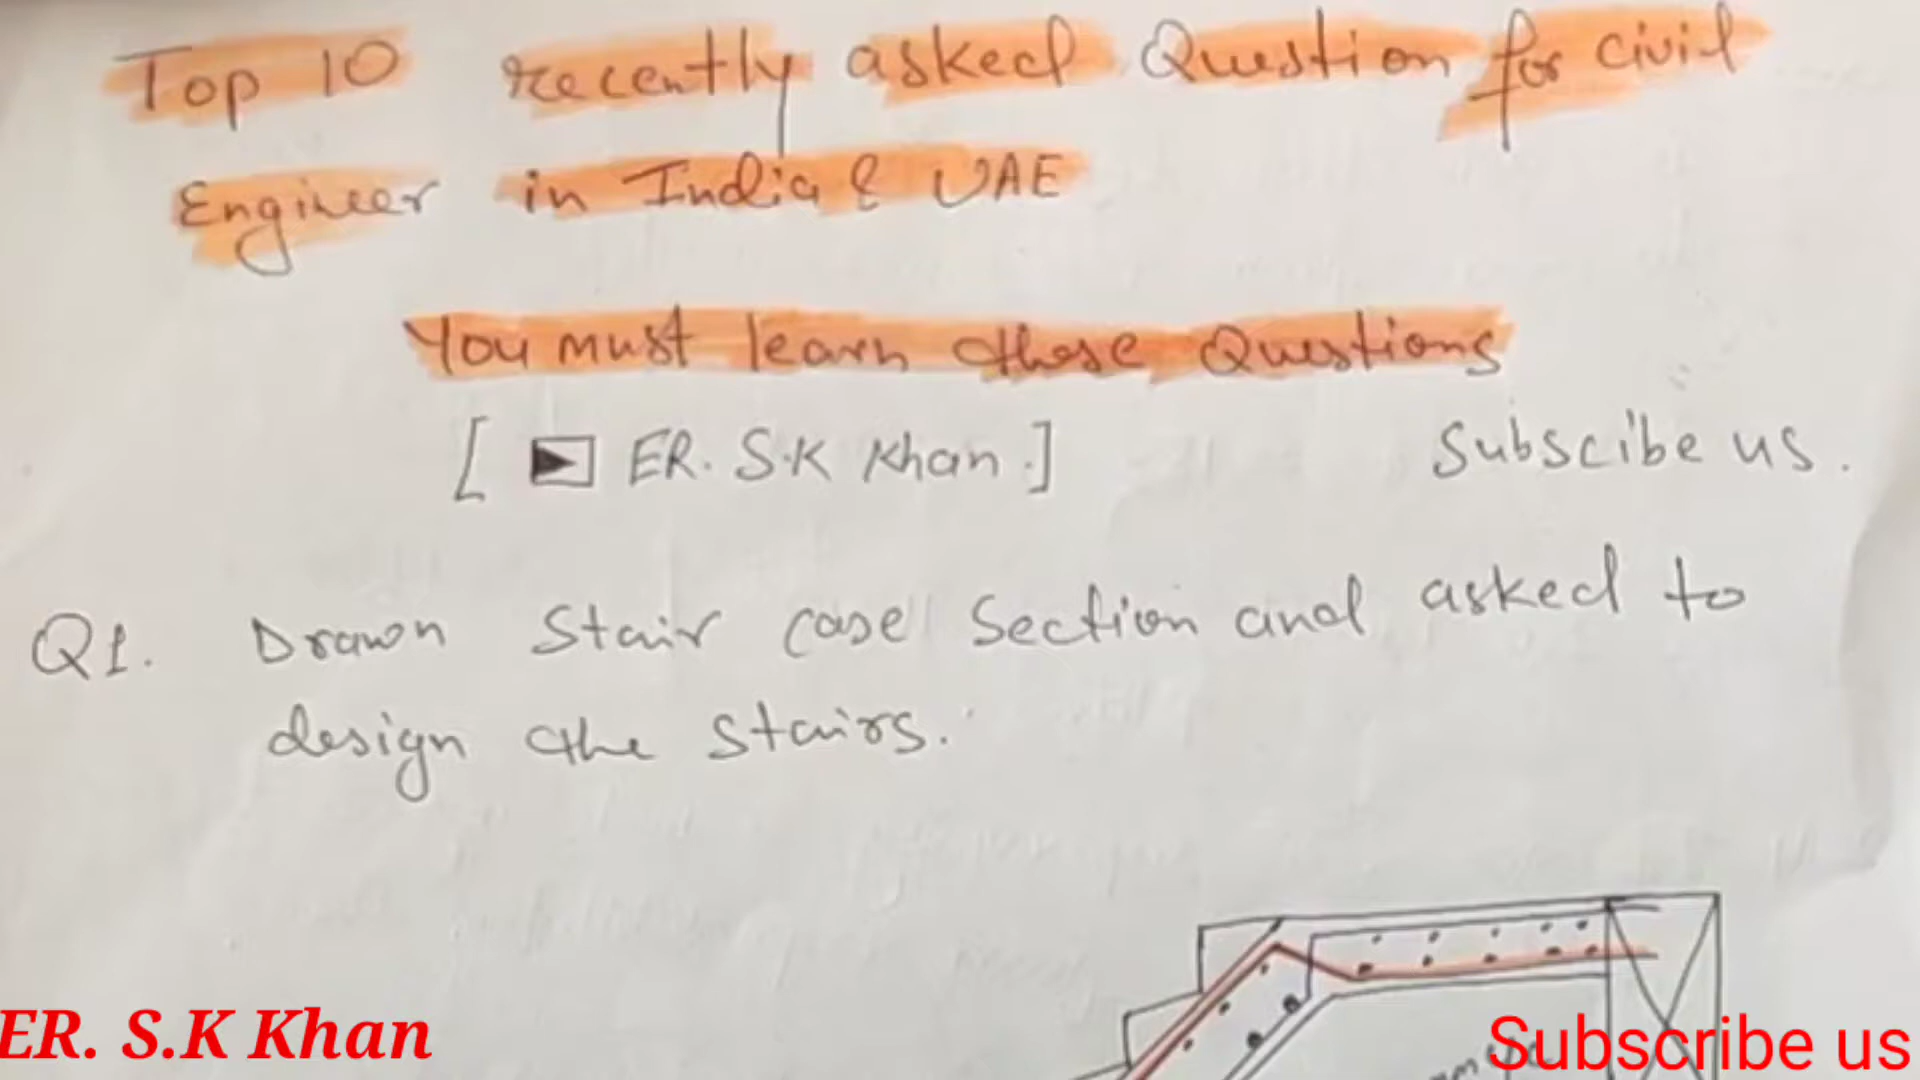 Top 10 recently asked Question for civil
Engineer in India & UAE
You must learn these Questions
[ ▶ ER. S.K Khan.]
Subscibe us.
Q1. Drawn Stair case Section and asked to
design the stairs.
ER. S.K Khan
Subscribe us